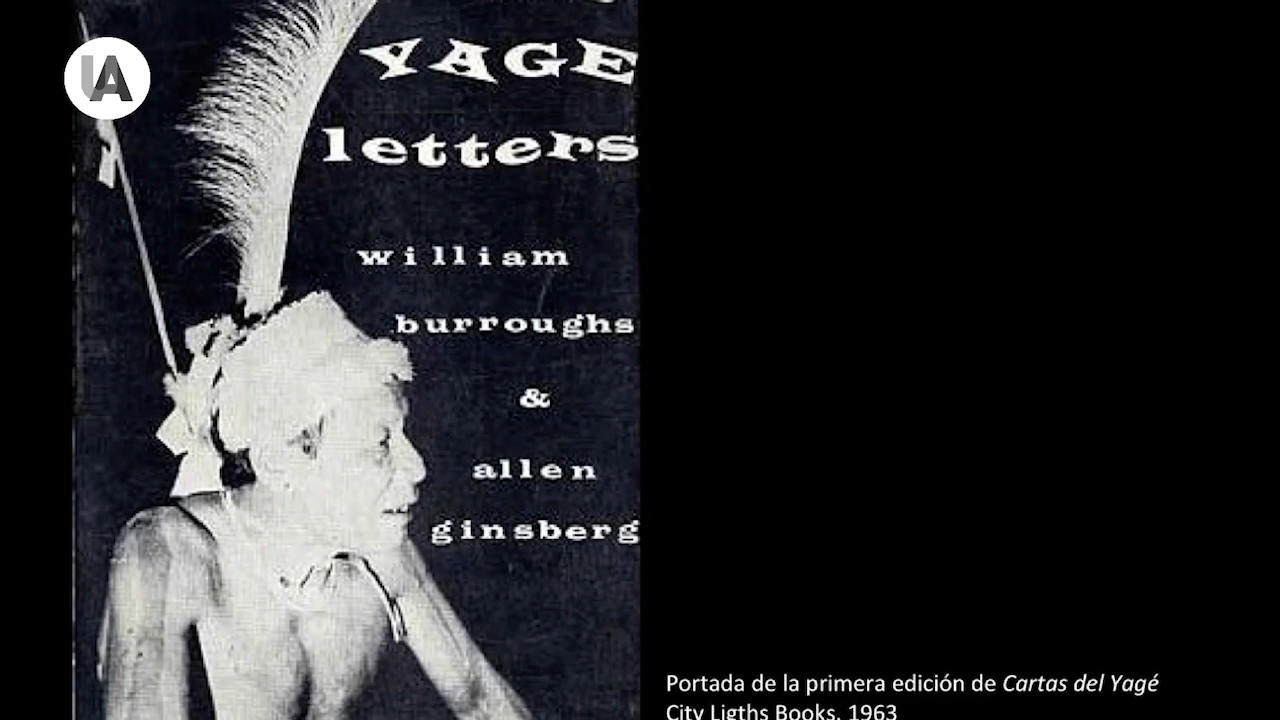 UA
YAGE
letters
william
burroughs
&
allen
ginsberg
Portada de la primera edición de Cartas del Yagé
City Ligths Books, 1963